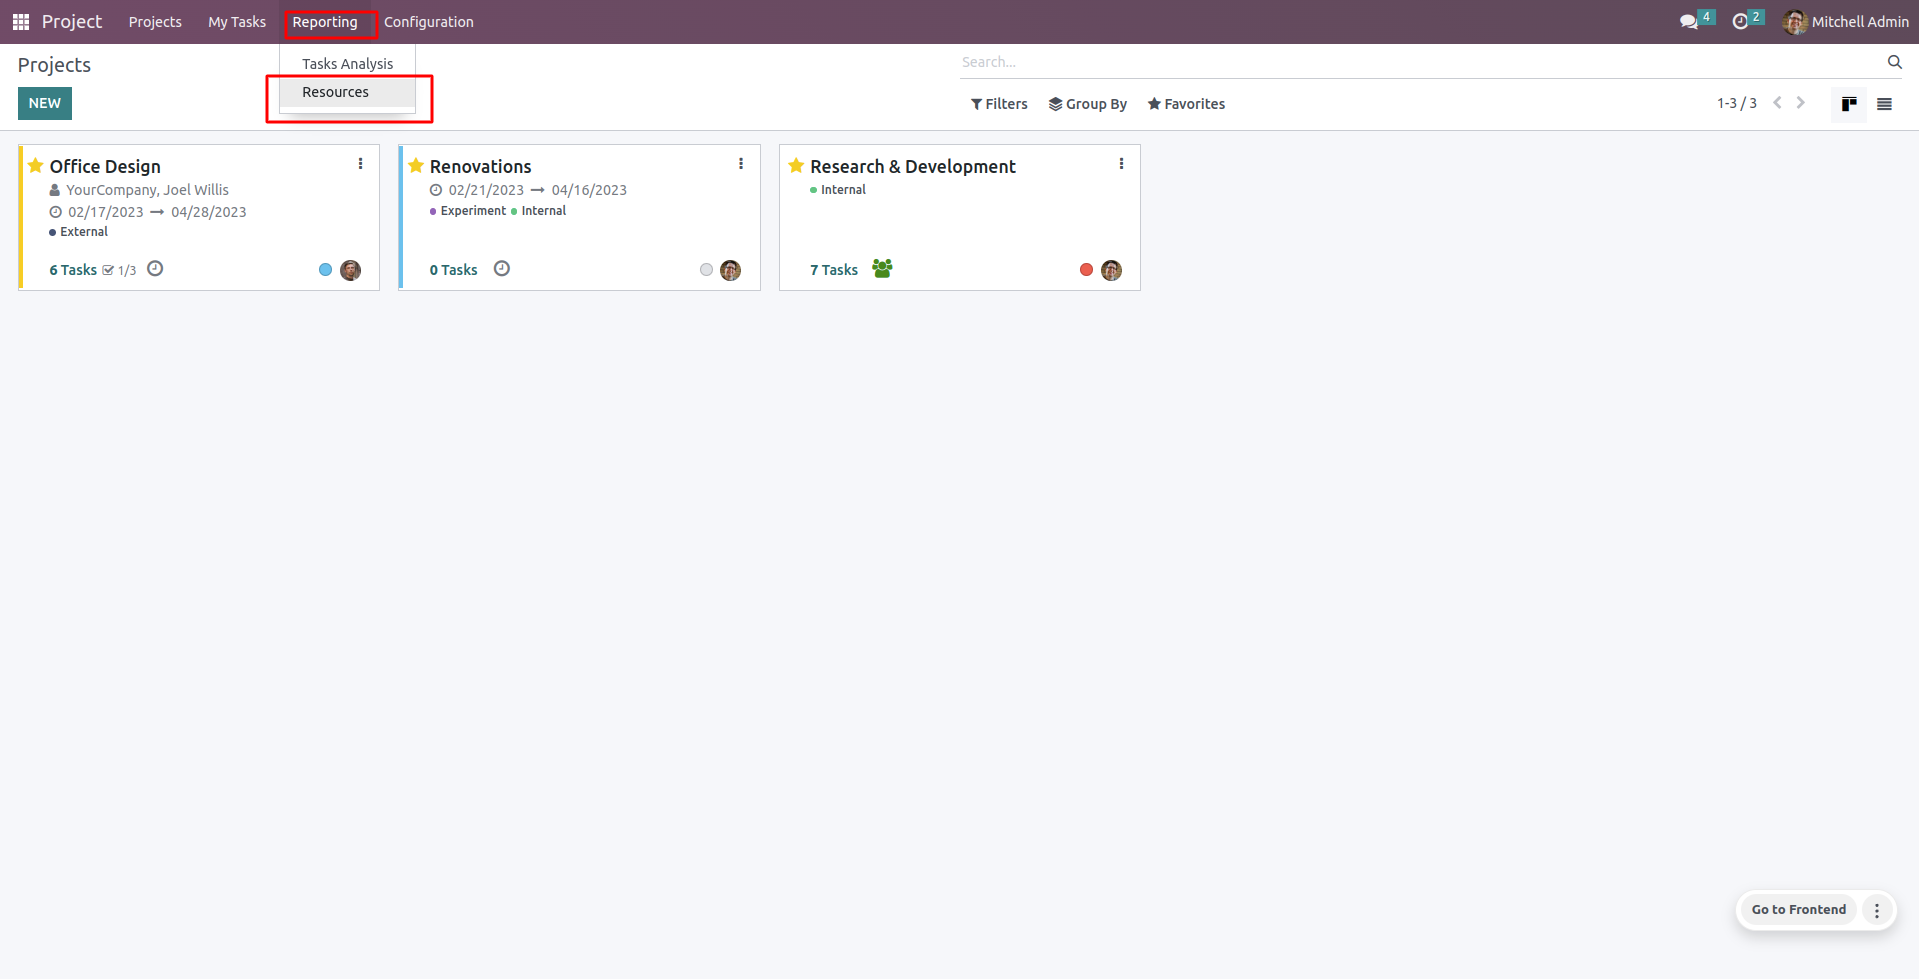 Project Projects My Tasks Reporting Configuration 4 2 Mitchell Admin
Projects
Tasks Analysis
Search...
Resources
NEW
Filters Group By Favorites 1-3 / 3
Office Design
YourCompany, Joel Willis
02/17/2023 → 04/28/2023
External
6 Tasks 1/3
Renovations
02/21/2023 → 04/16/2023
Experiment Internal
0 Tasks
Research & Development
Internal
7 Tasks
Go to Frontend